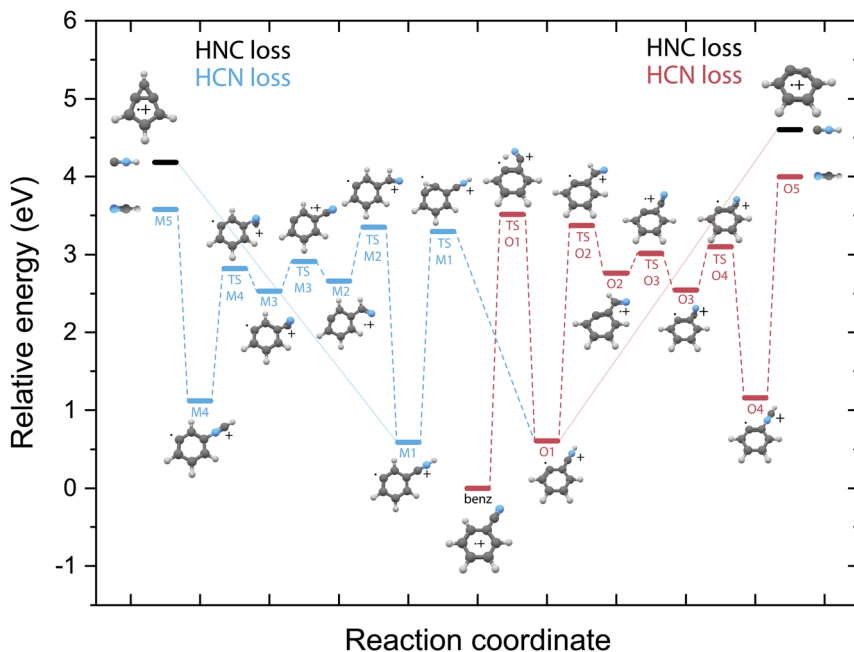 6
5
4
3
2
1
0
-1
Relative energy (eV)
HNC loss
HCN loss
HNC loss
HCN loss
M5
TS
M4
M3
TS
M3
M2
TS
M2
TS
M1
TS
O1
TS
O2
O2
TS
O3
O3
TS
O4
O5
M4
M1
benz
O1
O4
Reaction coordinate